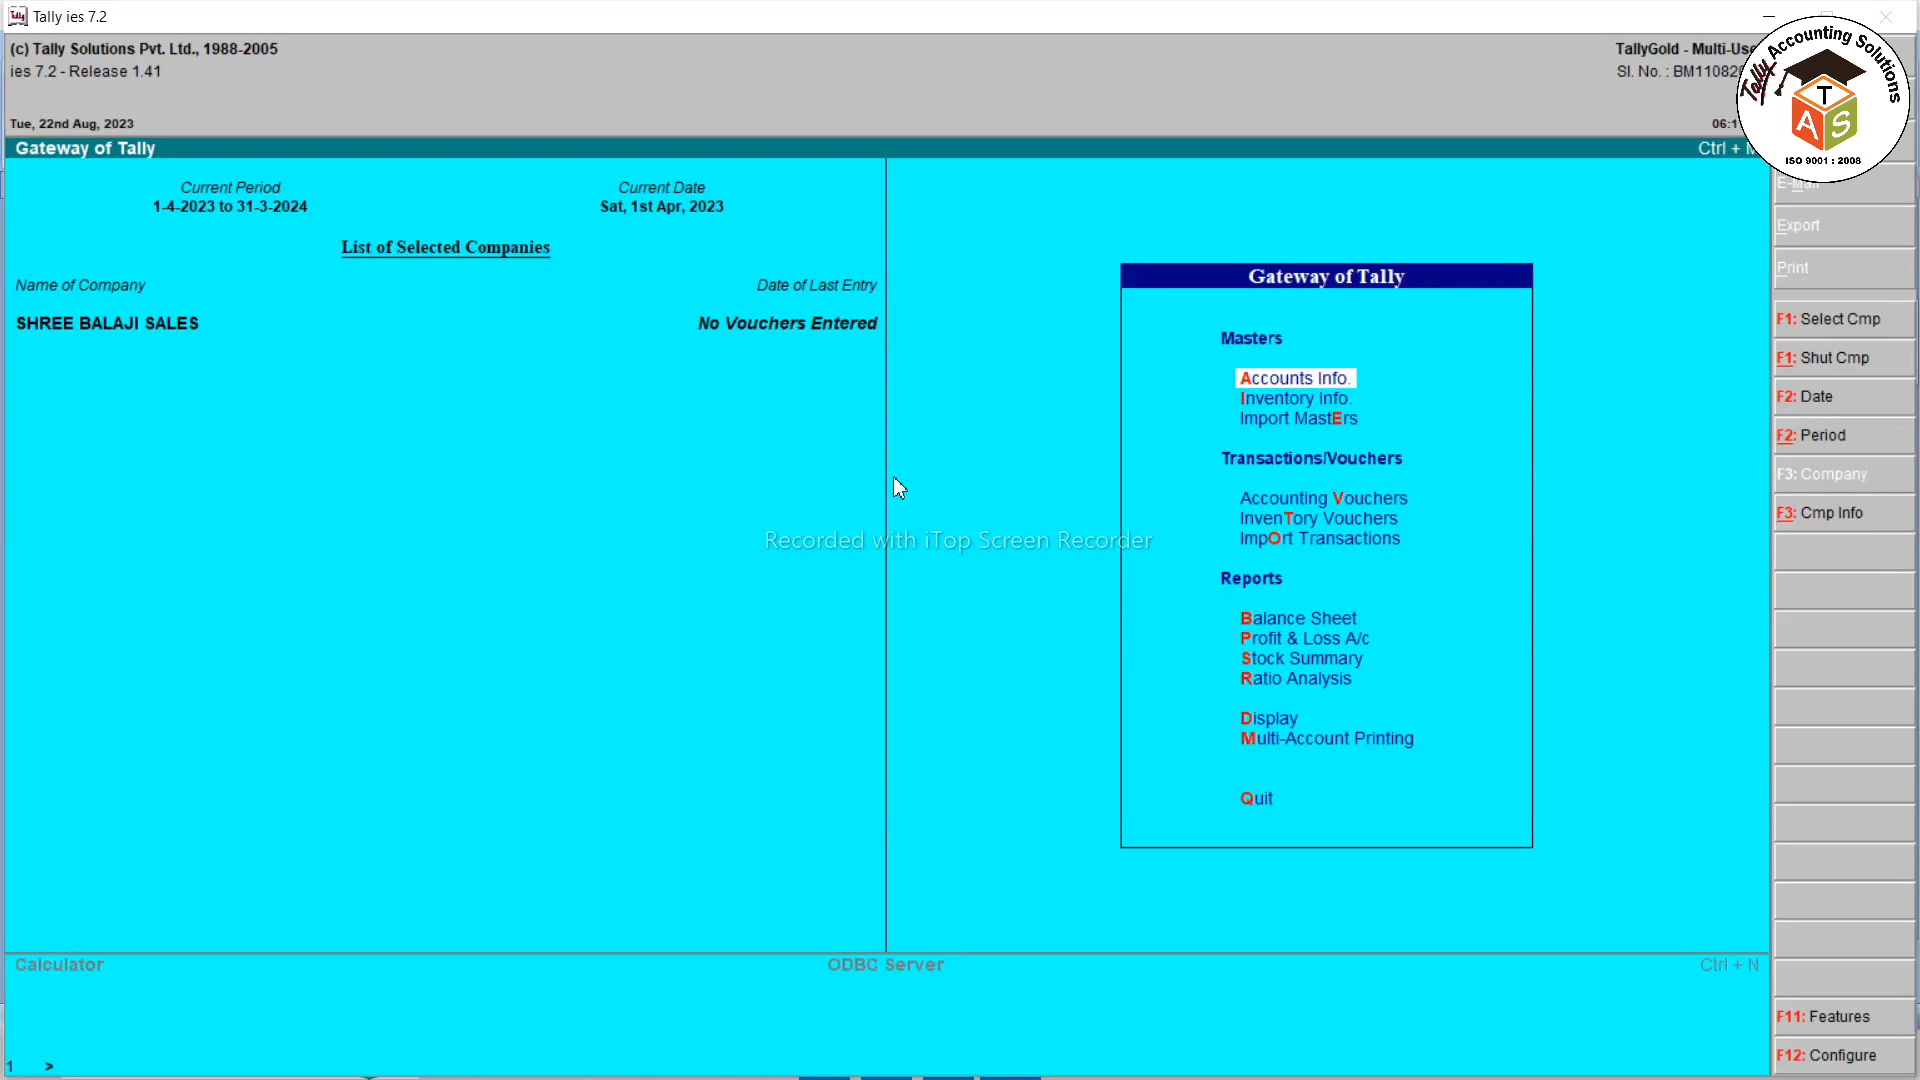 Tally ies 7.2
(c) Tally Solutions Pvt. Ltd., 1988-2005
ies 7.2 - Release 1.41
Tue, 22nd Aug, 2023
TallyGold - Multi-Use
Sl. No. : BM11082
06:1
Tally Accounting Solutions
T
A S
ISO 9001 : 2008
Gateway of Tally
Ctrl + M
Current Period
1-4-2023 to 31-3-2024
Current Date
Sat, 1st Apr, 2023
List of Selected Companies
Name of Company
Date of Last Entry
SHREE BALAJI SALES
No Vouchers Entered
Gateway of Tally
Masters
Accounts Info.
Inventory Info.
Import MastErs
Transactions/Vouchers
Accounting Vouchers
InvenTory Vouchers
ImpOrt Transactions
Reports
Balance Sheet
Profit & Loss A/c
Stock Summary
Ratio Analysis
Display
Multi-Account Printing
Quit
Recorded with iTop Screen Recorder
E-Mail
Export
Print
F1: Select Cmp
F1: Shut Cmp
F2: Date
F2: Period
F3: Company
F3: Cmp Info
F11: Features
F12: Configure
Calculator
ODBC Server
Ctrl + N
1 >